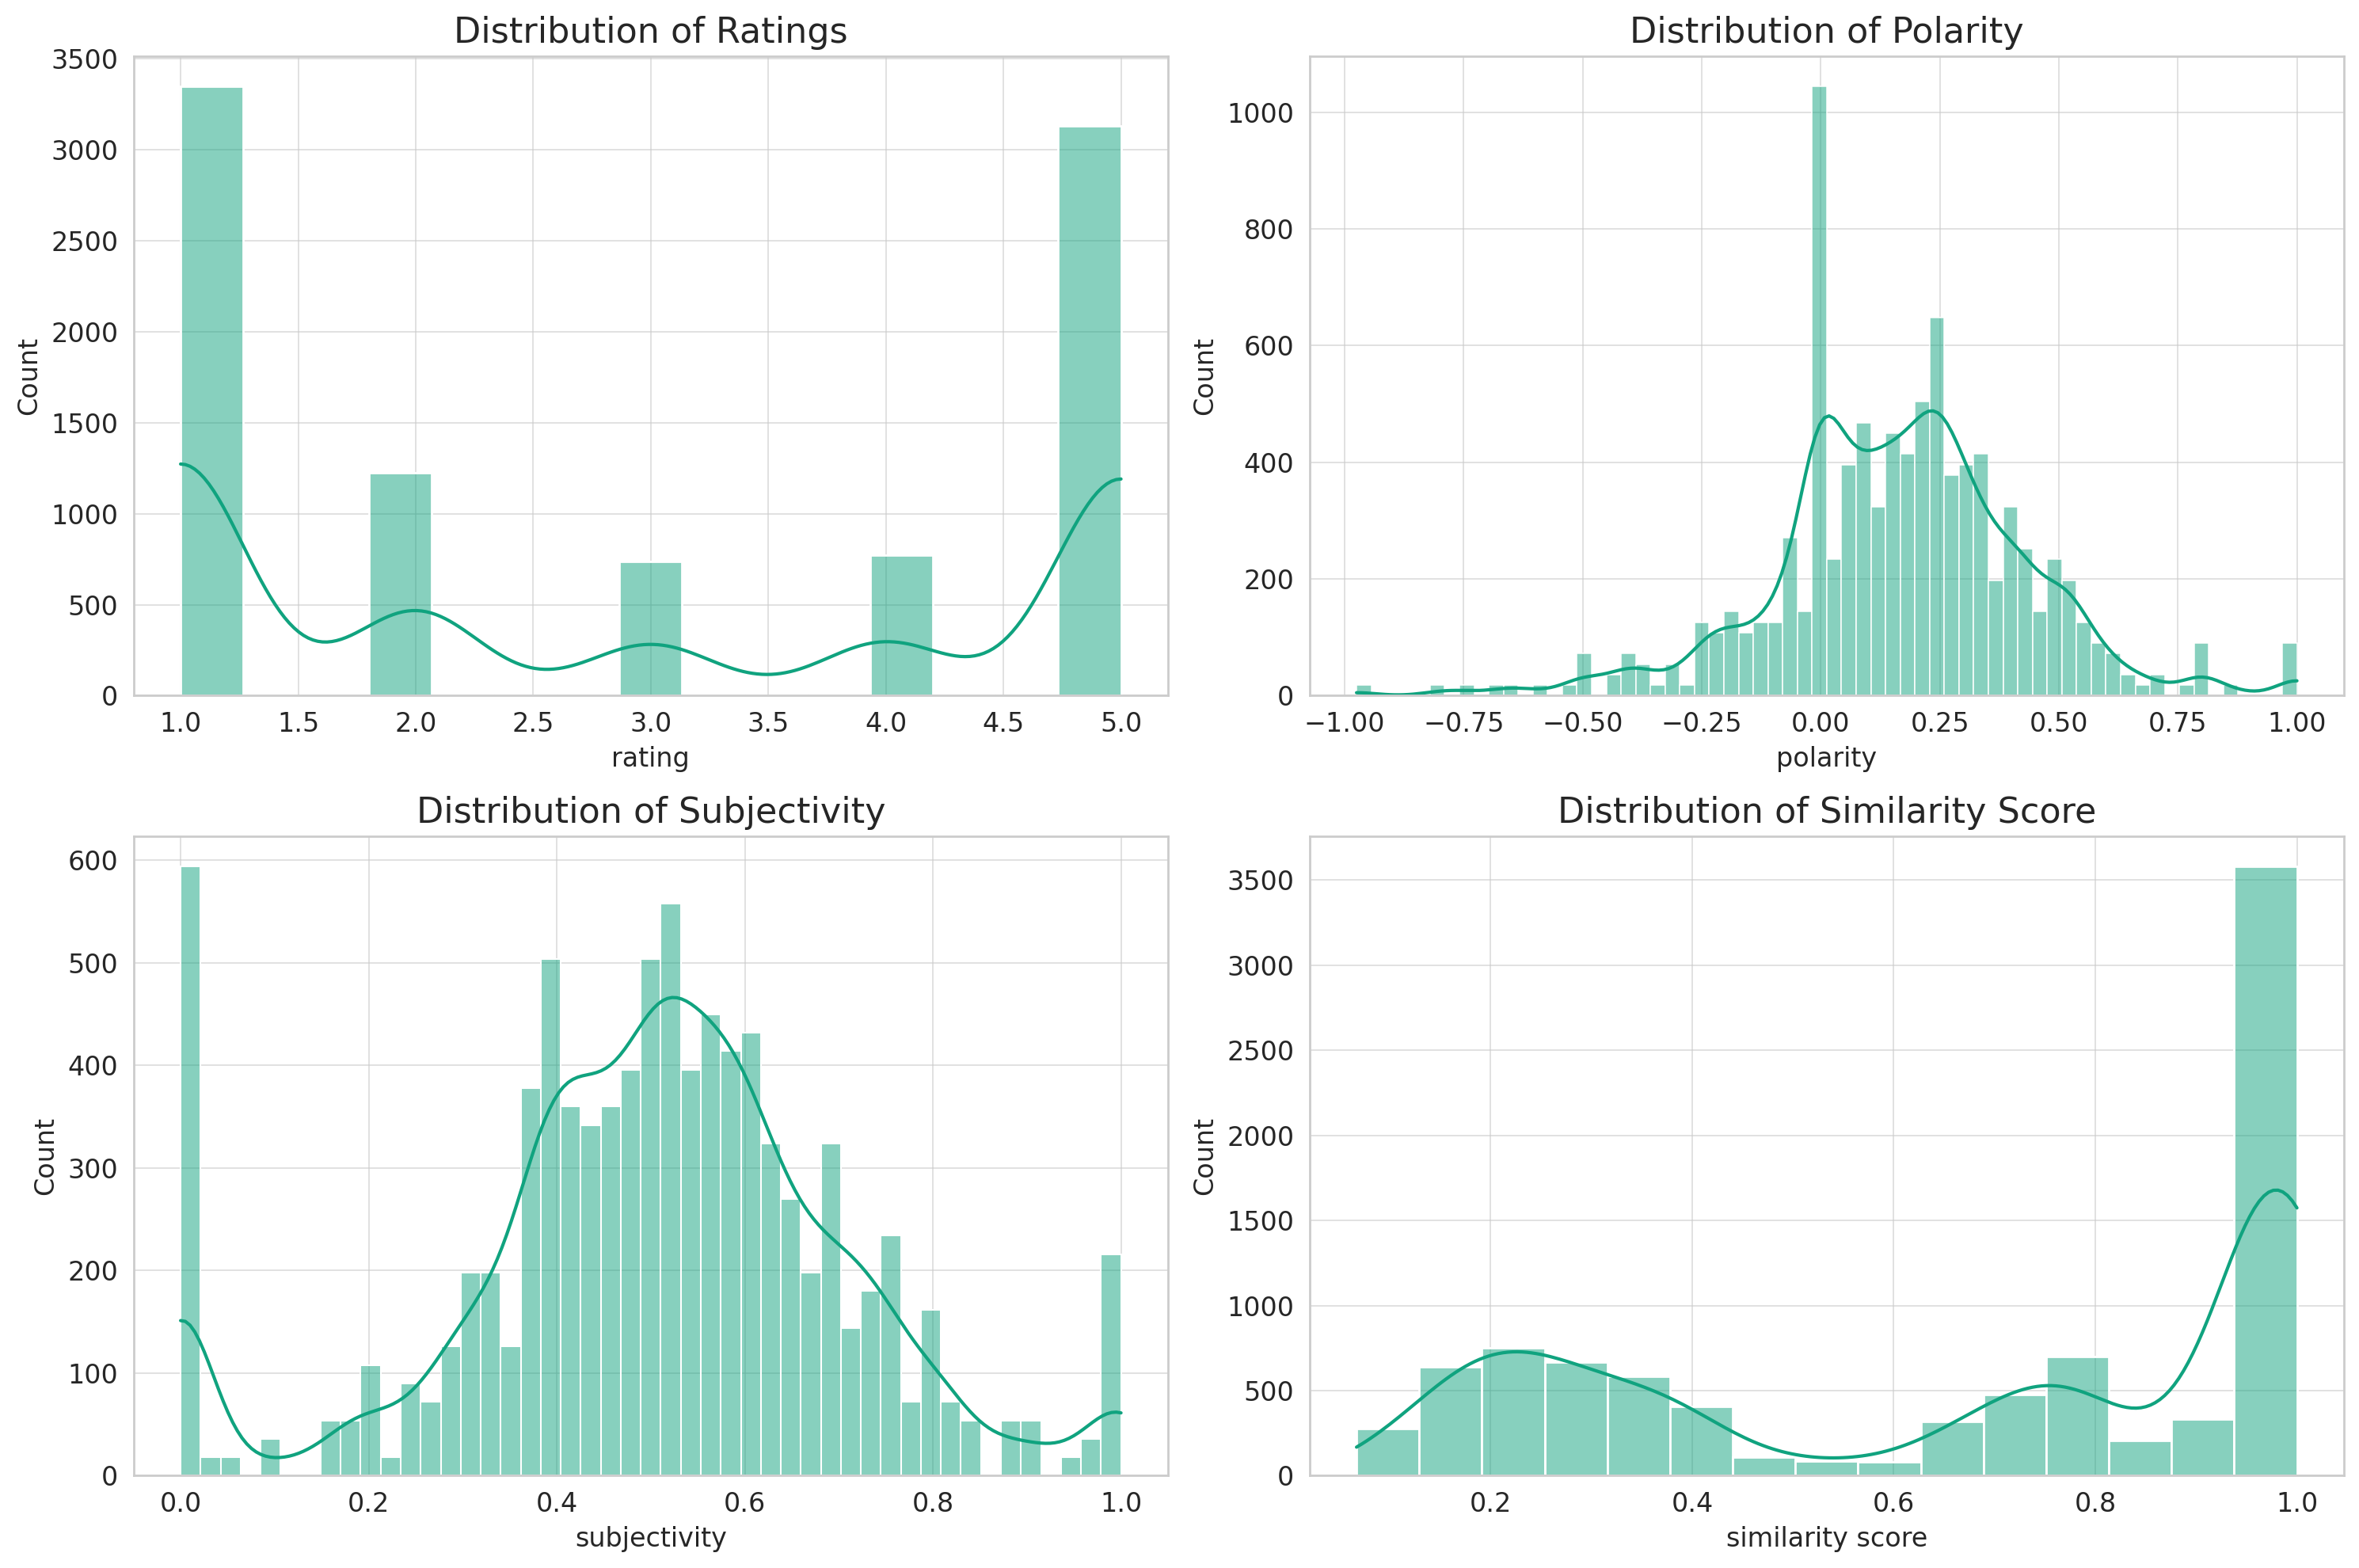 Distribution of Ratings
3500
3000
2500
2000
1500
1000
500
0
Count
1.0 1.5 2.0 2.5 3.0 3.5 4.0 4.5 5.0
rating
Distribution of Polarity
1000
800
600
400
200
0
Count
−1.00 −0.75 −0.50 −0.25 0.00 0.25 0.50 0.75 1.00
polarity
Distribution of Subjectivity
600
500
400
300
200
100
0
Count
0.0 0.2 0.4 0.6 0.8 1.0
subjectivity
Distribution of Similarity Score
3500
3000
2500
2000
1500
1000
500
0
Count
0.2 0.4 0.6 0.8 1.0
similarity score